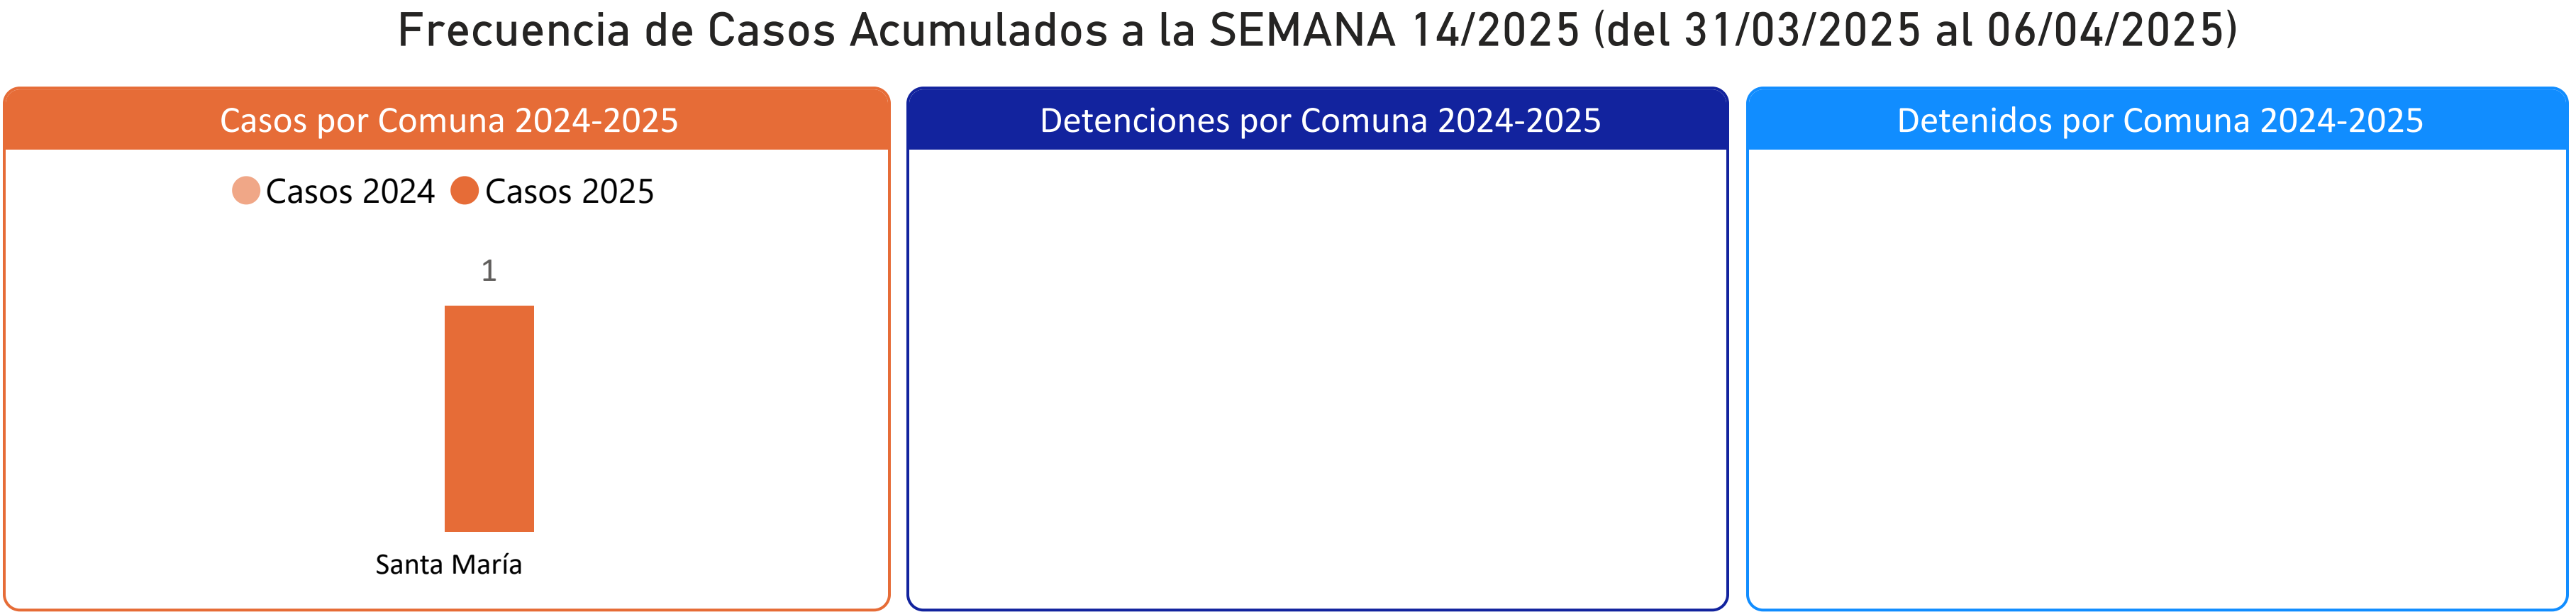 Frecuencia de Casos Acumulados a la SEMANA 14/2025 (del 31/03/2025 al 06/04/2025)
Casos por Comuna 2024-2025
Casos 2024 Casos 2025
1
Santa María
Detenciones por Comuna 2024-2025
Detenidos por Comuna 2024-2025